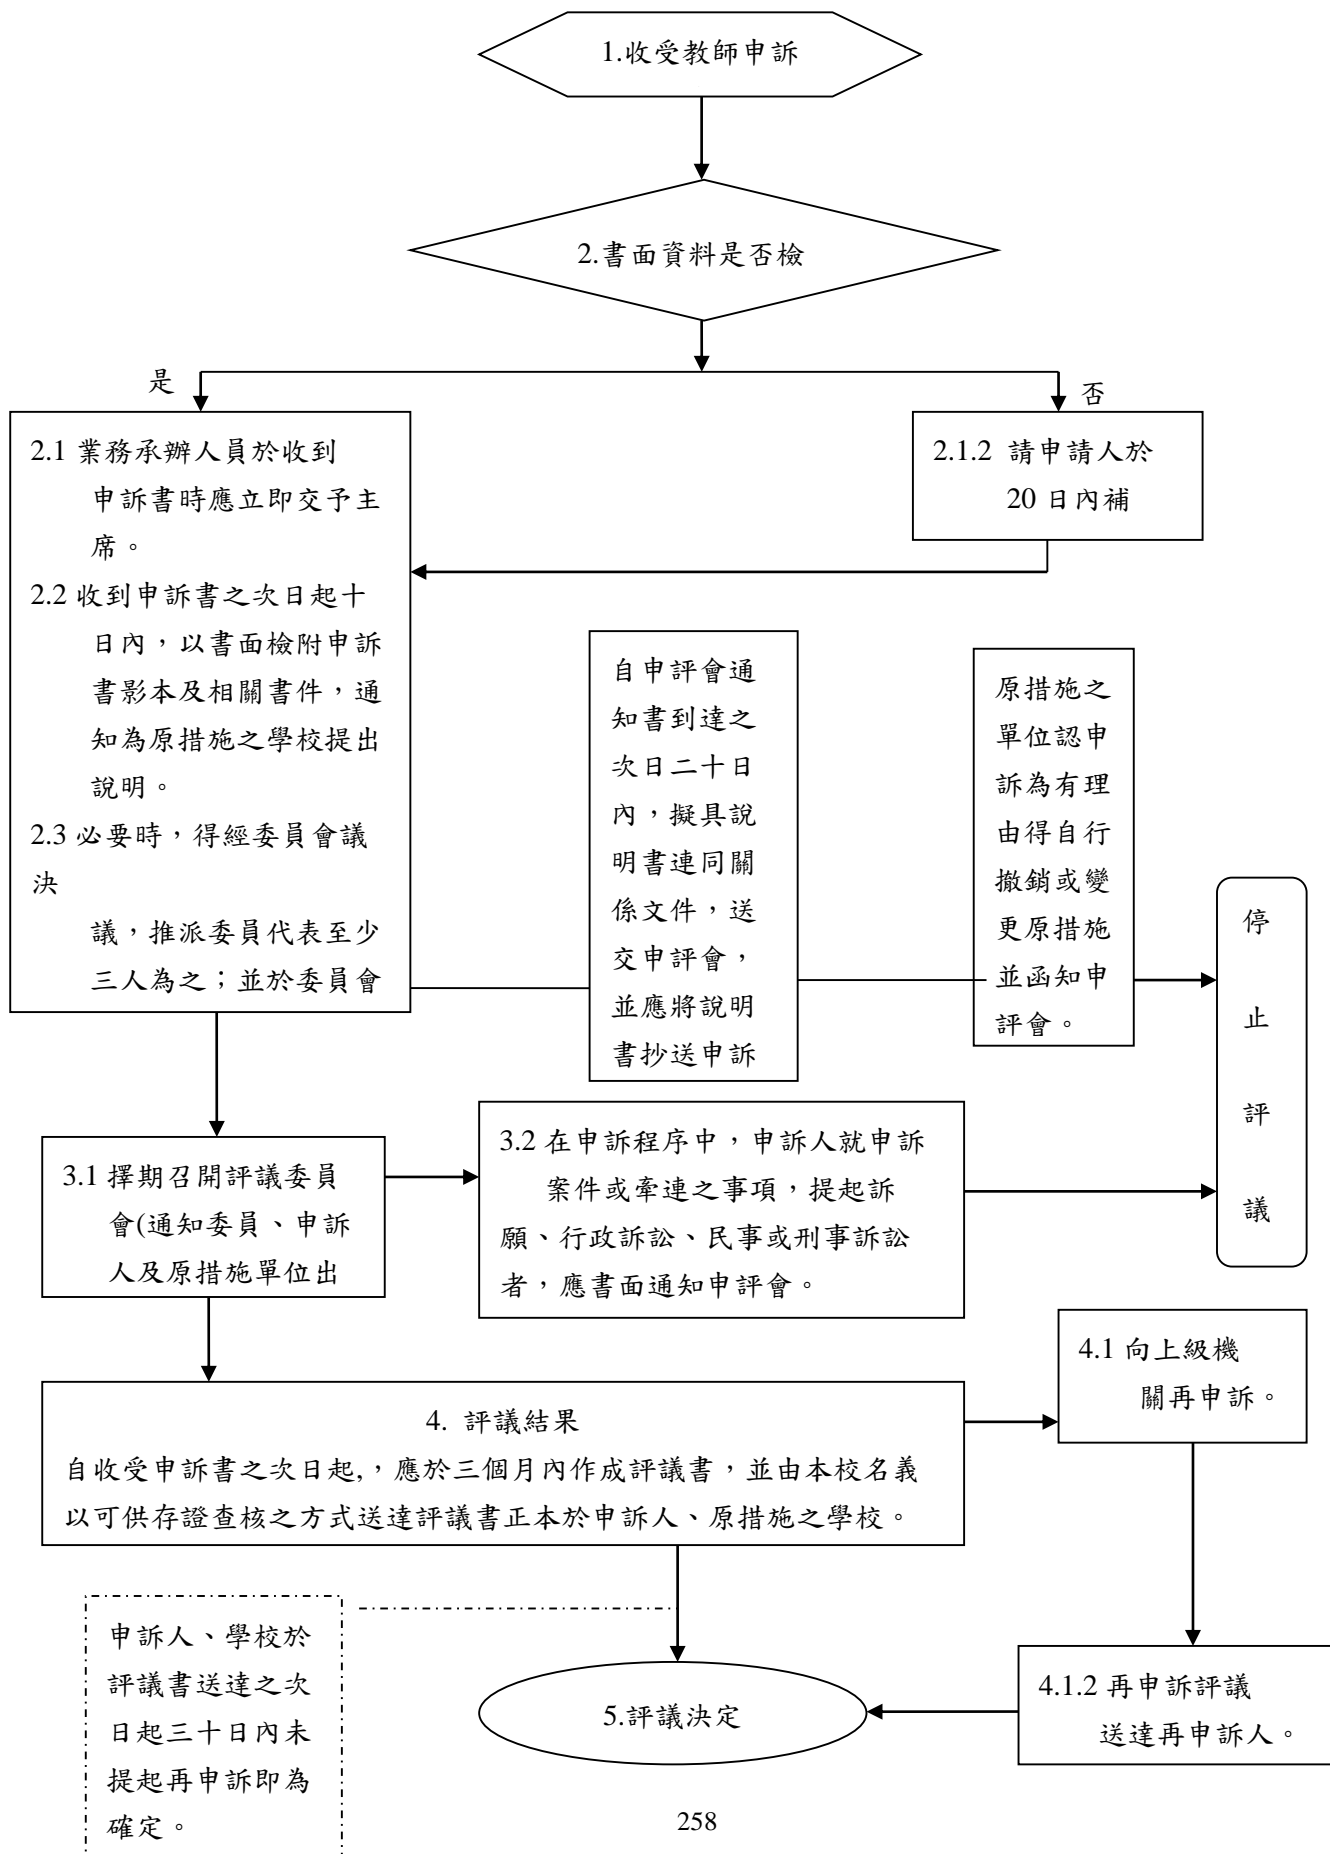 1.收受教師申訴
2.書面資料是否檢
是
否
2.1 業務承辦人員於收到
申訴書時應立即交予主
席。
2.2 收到申訴書之次日起十
日內，以書面檢附申訴
書影本及相關書件，通
知為原措施之學校提出
說明。
2.3 必要時，得經委員會議
決
議，推派委員代表至少
三人為之；並於委員會
2.1.2 請申請人於
20 日內補
自申評會通
知書到達之
次日二十日
內，擬具說
明書連同關
係文件，送
交申評會，
並應將說明
書抄送申訴
原措施之
單位認申
訴為有理
由得自行
撤銷或變
更原措施
並函知申
評會。
停
止
評
議
3.1 擇期召開評議委員
會(通知委員、申訴
人及原措施單位出
3.2 在申訴程序中，申訴人就申訴
案件或牽連之事項，提起訴
願、行政訴訟、民事或刑事訴訟
者，應書面通知申評會。
4. 評議結果
自收受申訴書之次日起,，應於三個月內作成評議書，並由本校名義
以可供存證查核之方式送達評議書正本於申訴人、原措施之學校。
4.1 向上級機
關再申訴。
4.1.2 再申訴評議
送達再申訴人。
申訴人、學校於
評議書送達之次
日起三十日內未
提起再申訴即為
確定。
5.評議決定
258